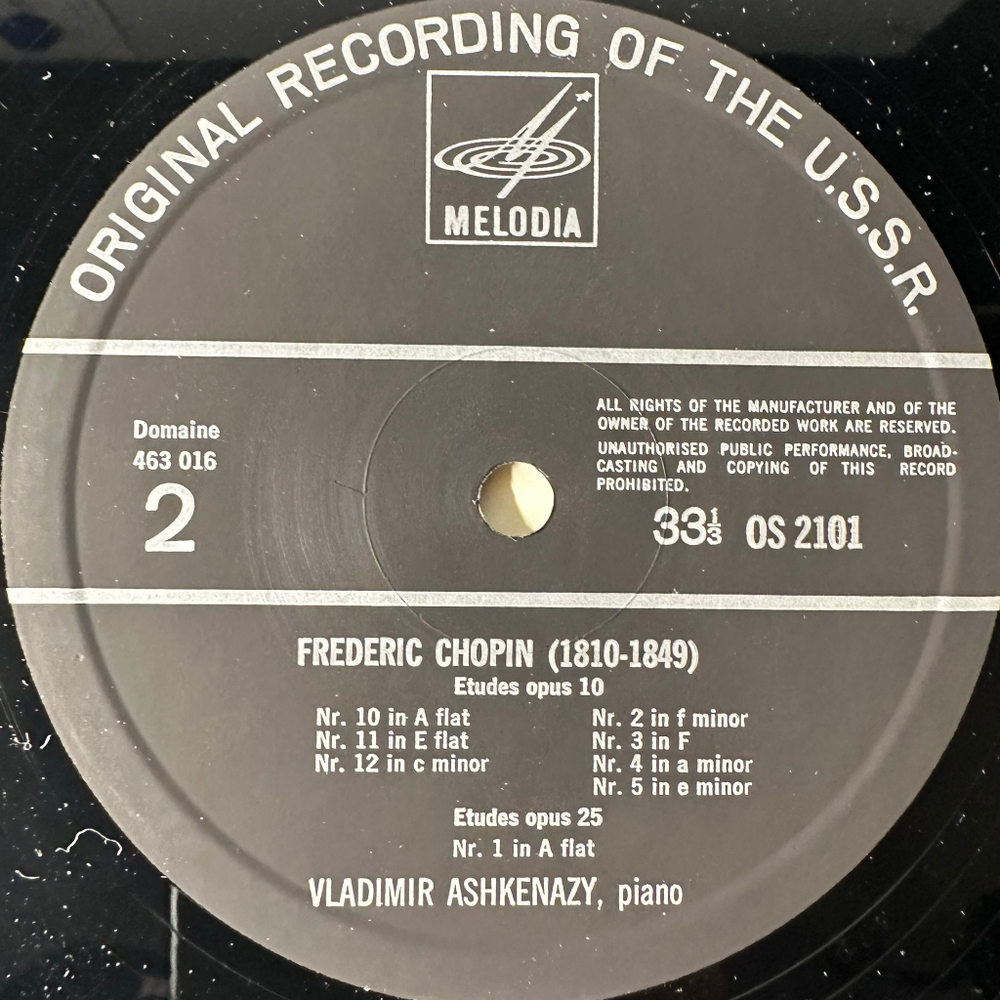 ORIGINAL RECORDING OF THE U.S.S.R.
MELODIA
Domaine
463 016
2
ALL RIGHTS OF THE MANUFACTURER AND OF THE
OWNER OF THE RECORDED WORK ARE RESERVED.
UNAUTHORISED PUBLIC PERFORMANCE, BROAD-
CASTING AND COPYING OF THIS RECORD
PROHIBITED.
33⅓ OS 2101
FREDERIC CHOPIN (1810-1849)
Etudes opus 10
Nr. 10 in A flat
Nr. 11 in E flat
Nr. 12 in c minor
Nr. 2 in f minor
Nr. 3 in F
Nr. 4 in a minor
Nr. 5 in e minor
Etudes opus 25
Nr. 1 in A flat
VLADIMIR ASHKENAZY, piano